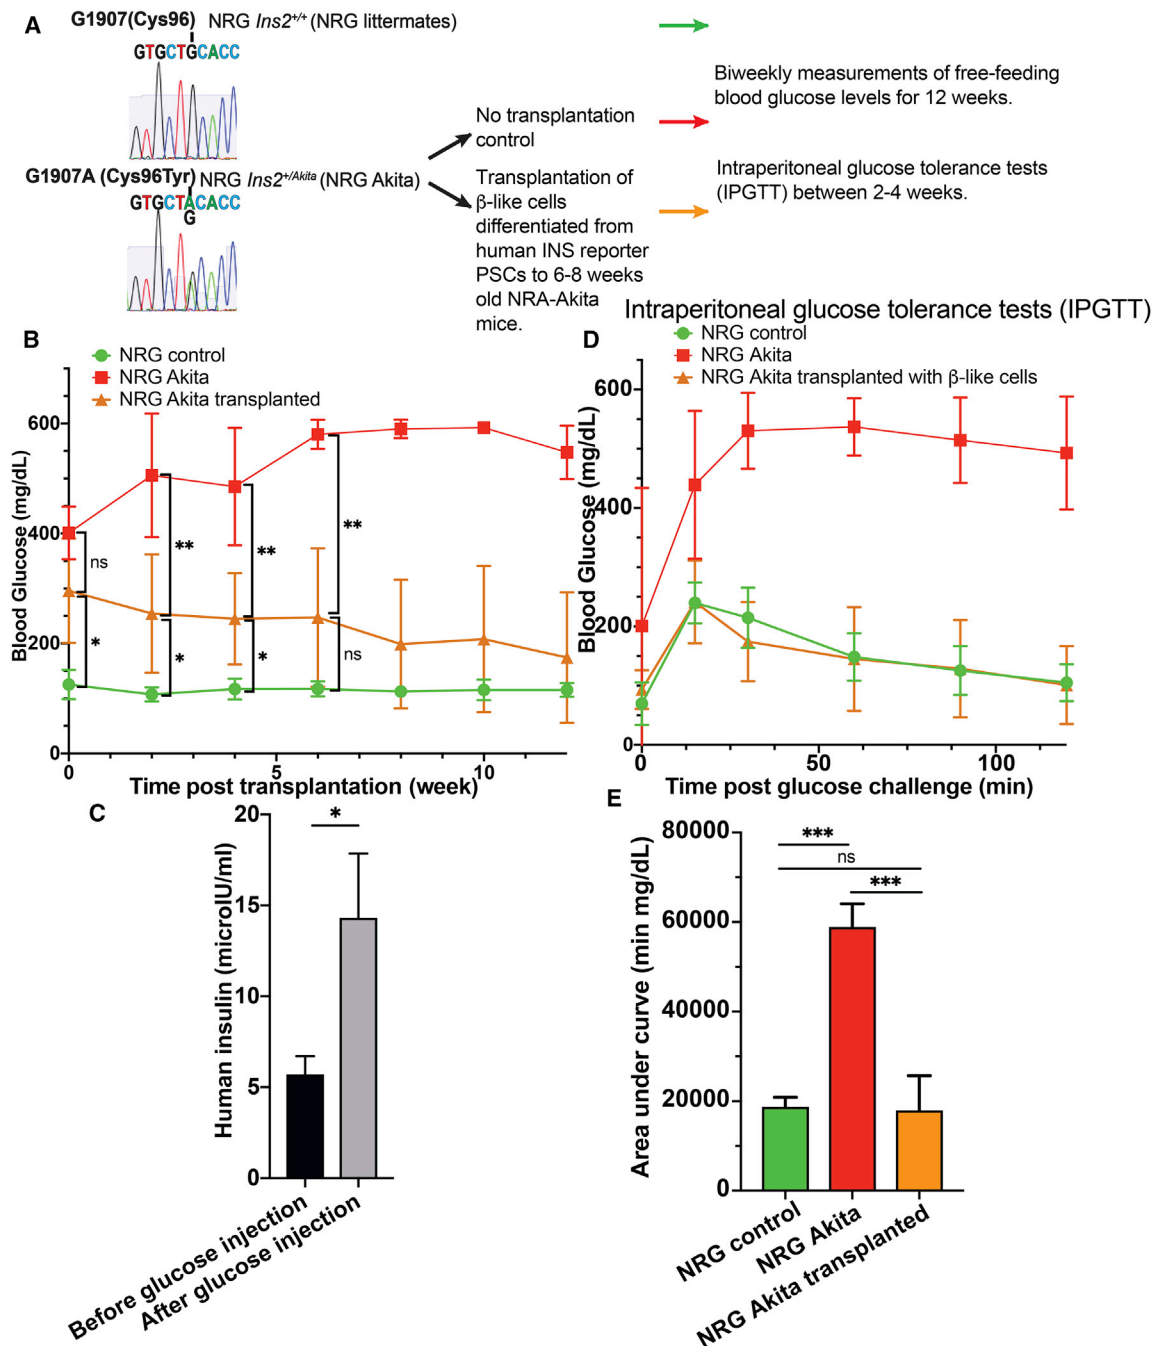 A
G1907(Cys96) NRG Ins2+/+ (NRG littermates)
GTGCTGCACC
G1907A (Cys96Tyr) NRG Ins2+/Akita (NRG Akita)
GTGCTACACC
G
No transplantation
control
Transplantation of
β-like cells
differentiated from
human INS reporter
PSCs to 6-8 weeks
old NRA-Akita
mice.
Biweekly measurements of free-feeding
blood glucose levels for 12 weeks.
Intraperitoneal glucose tolerance tests
(IPGTT) between 2-4 weeks.
B
NRG control
NRG Akita
NRG Akita transplanted
Blood Glucose (mg/dL)
600
400
200
0
ns
*
**
*
**
*
**
ns
0 5 10
Time post transplantation (week)
Intraperitoneal glucose tolerance tests (IPGTT)
D
NRG control
NRG Akita
NRG Akita transplanted with β-like cells
Blood Glucose (mg/dL)
600
400
200
0
0 50 100
Time post glucose challenge (min)
C
Human insulin (microIU/ml)
20
15
10
5
0
*
Before glucose injection
After glucose injection
E
Area under curve (min mg/dL)
80000
60000
40000
20000
0
***
ns
***
NRG control
NRG Akita
NRG Akita transplanted